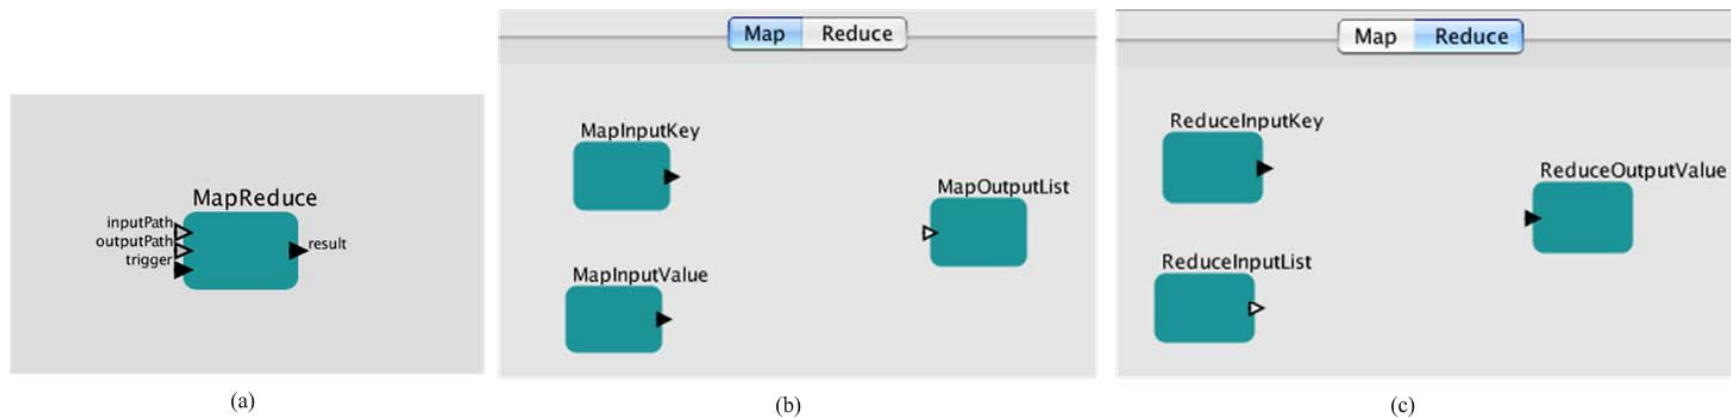 MapReduce
inputPath
outputPath
trigger
result
(a)
Map Reduce
MapInputKey
MapOutputList
MapInputValue
(b)
Map Reduce
ReduceInputKey
ReduceOutputValue
ReduceInputList
(c)